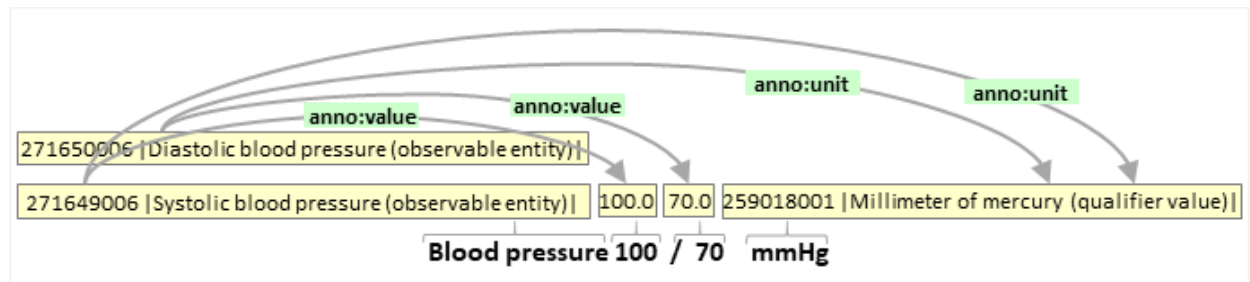 anno:unit
anno:unit
anno:value
anno:value
271650006 |Diastolic blood pressure (observable entity)|
271649006 |Systolic blood pressure (observable entity)| 100.0 70.0 259018001 |Millimeter of mercury (qualifier value)|
Blood pressure 100 / 70 mmHg